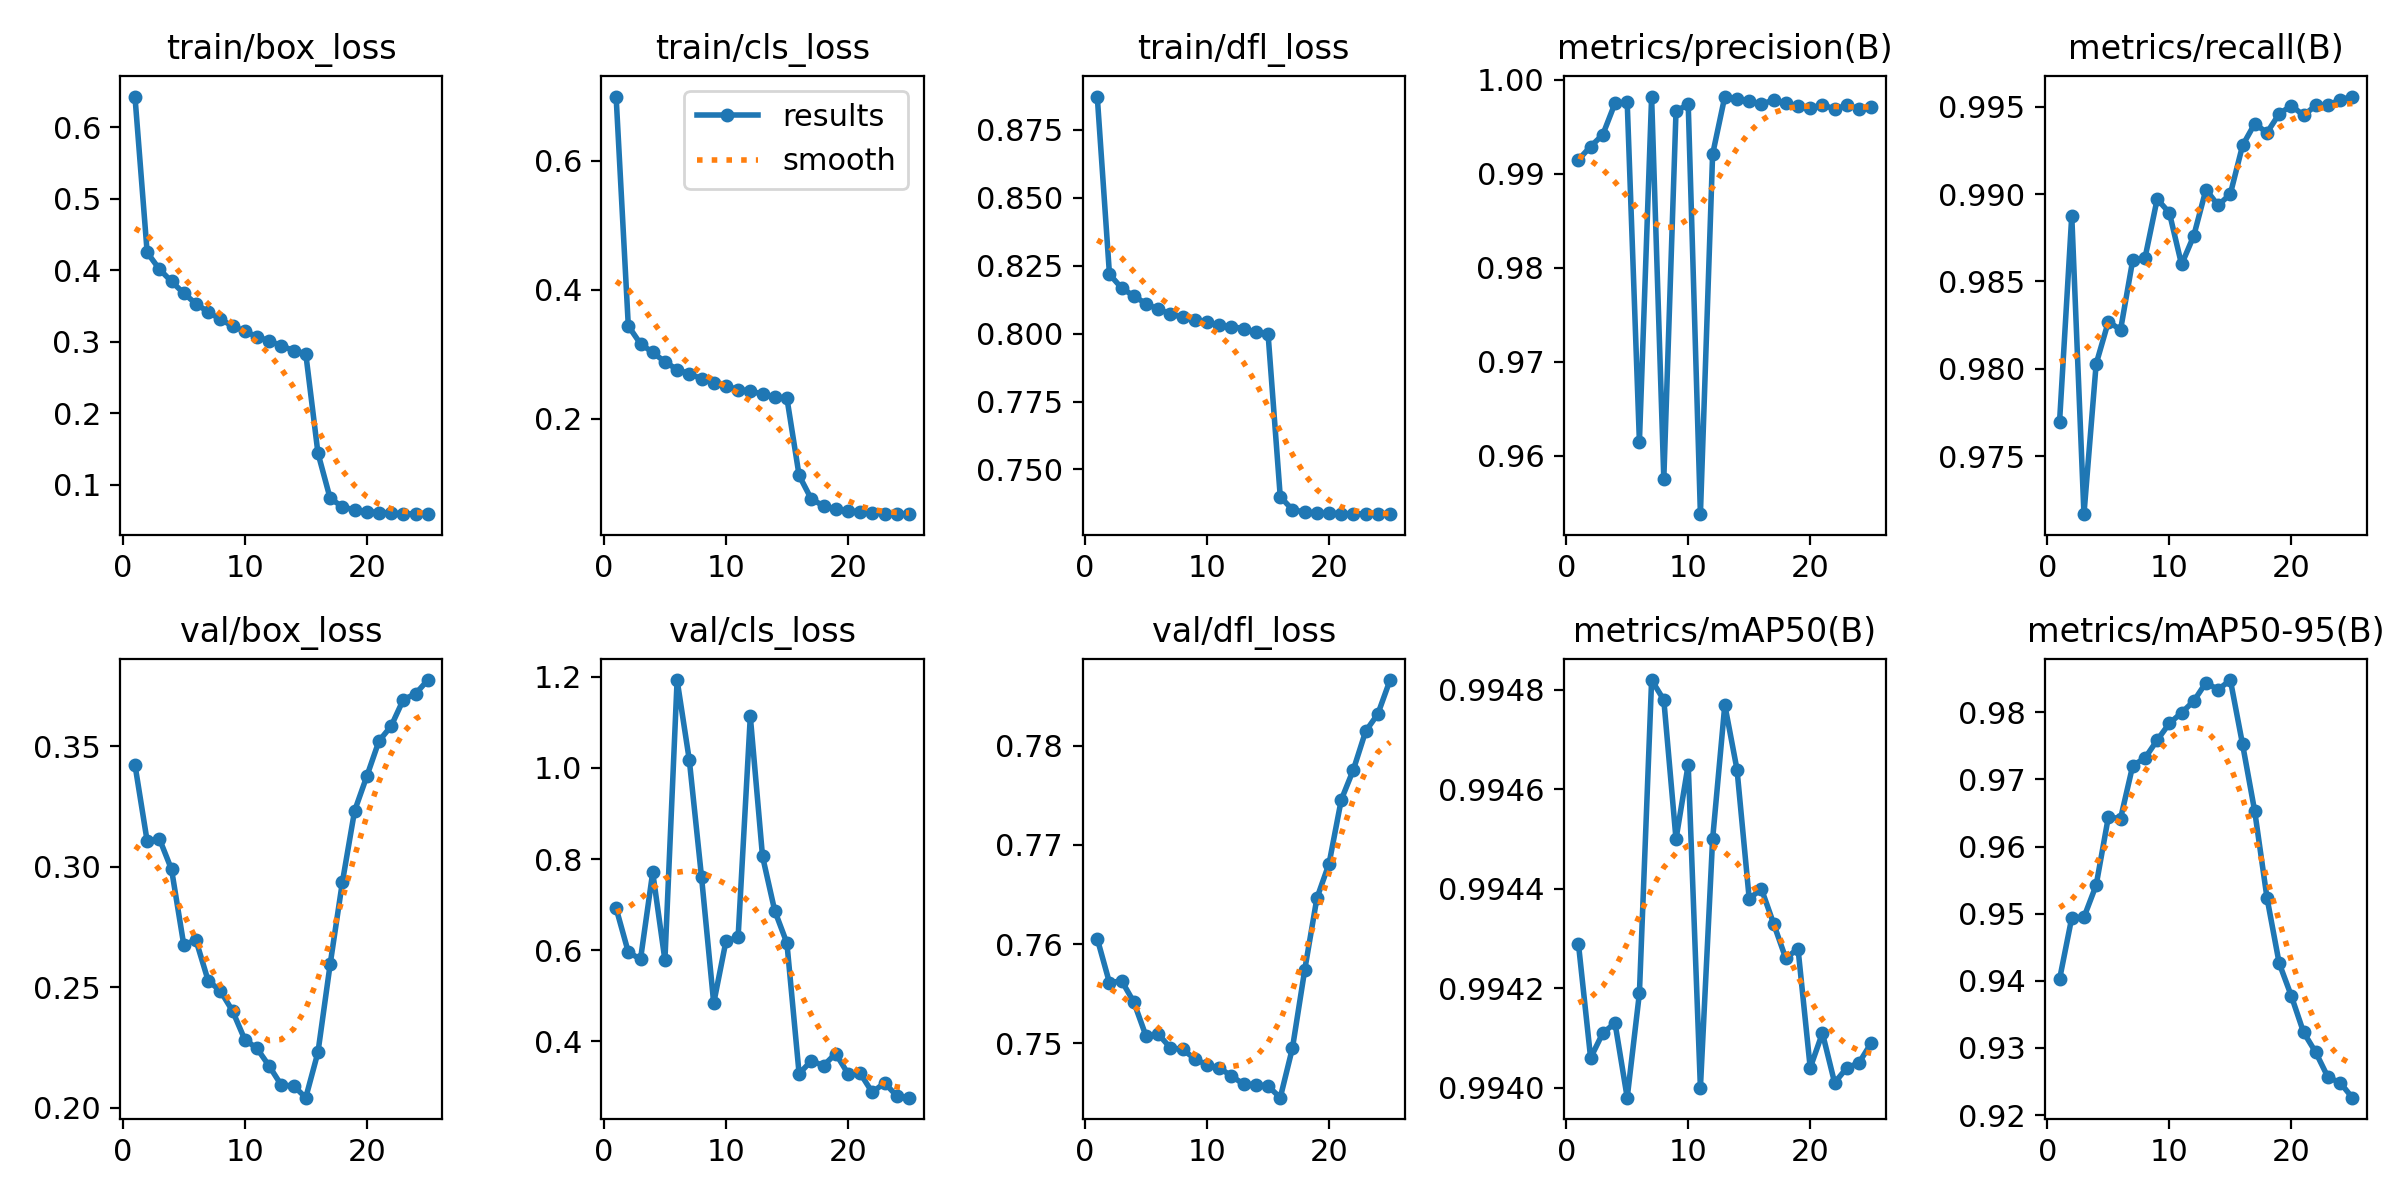 train/box_loss
0.6
0.5
0.4
0.3
0.2
0.1
0 10 20
train/cls_loss
results
smooth
0.6
0.4
0.2
0 10 20
train/dfl_loss
0.875
0.850
0.825
0.800
0.775
0.750
0 10 20
metrics/precision(B)
1.00
0.99
0.98
0.97
0.96
0 10 20
metrics/recall(B)
0.995
0.990
0.985
0.980
0.975
0 10 20
val/box_loss
0.35
0.30
0.25
0.20
0 10 20
val/cls_loss
1.2
1.0
0.8
0.6
0.4
0 10 20
val/dfl_loss
0.78
0.77
0.76
0.75
0 10 20
metrics/mAP50(B)
0.9948
0.9946
0.9944
0.9942
0.9940
0 10 20
metrics/mAP50-95(B)
0.98
0.97
0.96
0.95
0.94
0.93
0.92
0 10 20